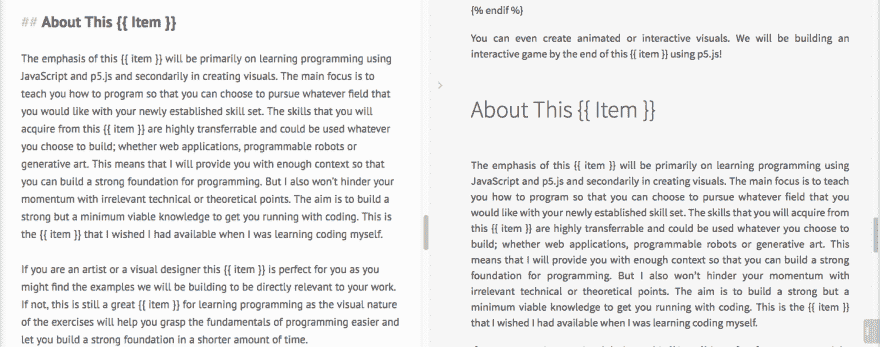 ## About This {{ Item }}
The emphasis of this {{ item }} will be primarily on learning programming using
JavaScript and p5.js and secondarily in creating visuals. The main focus is to
teach you how to program so that you can choose to pursue whatever field that
you would like with your newly established skill set. The skills that you will
acquire from this {{ item }} are highly transferrable and could be used whatever
you choose to build; whether web applications, programmable robots or
generative art. This means that I will provide you with enough context so that
you can build a strong foundation for programming. But I also won't hinder your
momentum with irrelevant technical or theoretical points. The aim is to build a
strong but a minimum viable knowledge to get you running with coding. This is
the {{ item }} that I wished I had available when I was learning coding myself.
If you are an artist or a visual designer this {{ item }} is perfect for you as you
might find the examples we will be building to be directly relevant to your work.
If not, this is still a great {{ item }} for learning programming as the visual nature
of the exercises will help you grasp the fundamentals of programming easier and
let you build a strong foundation in a shorter amount of time.
{% endif %}
You can even create animated or interactive visuals. We will be building an
interactive game by the end of this {{ item }} using p5.js!
About This {{ Item }}
The emphasis of this {{ item }} will be primarily on learning programming using
JavaScript and p5.js and secondarily in creating visuals. The main focus is to teach
you how to program so that you can choose to pursue whatever field that you
would like with your newly established skill set. The skills that you will acquire from
this {{ item }} are highly transferrable and could be used whatever you choose to
build; whether web applications, programmable robots or generative art. This
means that I will provide you with enough context so that you can build a strong
foundation for programming. But I also won't hinder your momentum with
irrelevant technical or theoretical points. The aim is to build a strong but a
minimum viable knowledge to get you running with coding. This is the {{ item }}
that I wished I had available when I was learning coding myself.